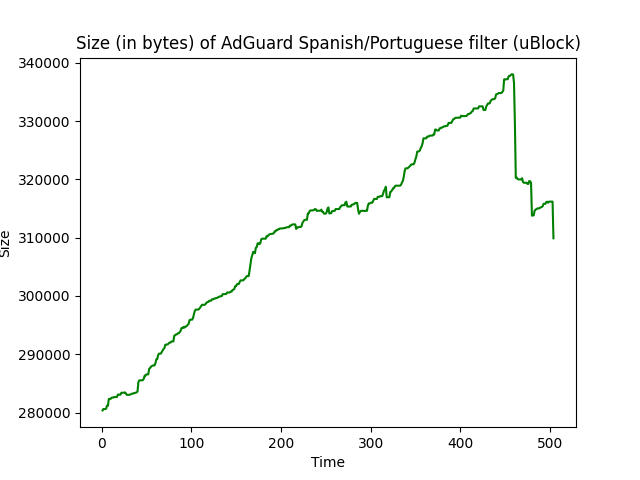 Size (in bytes) of AdGuard Spanish/Portuguese filter (uBlock)
340000
330000
320000
310000
300000
290000
280000
Size
0 100 200 300 400 500
Time